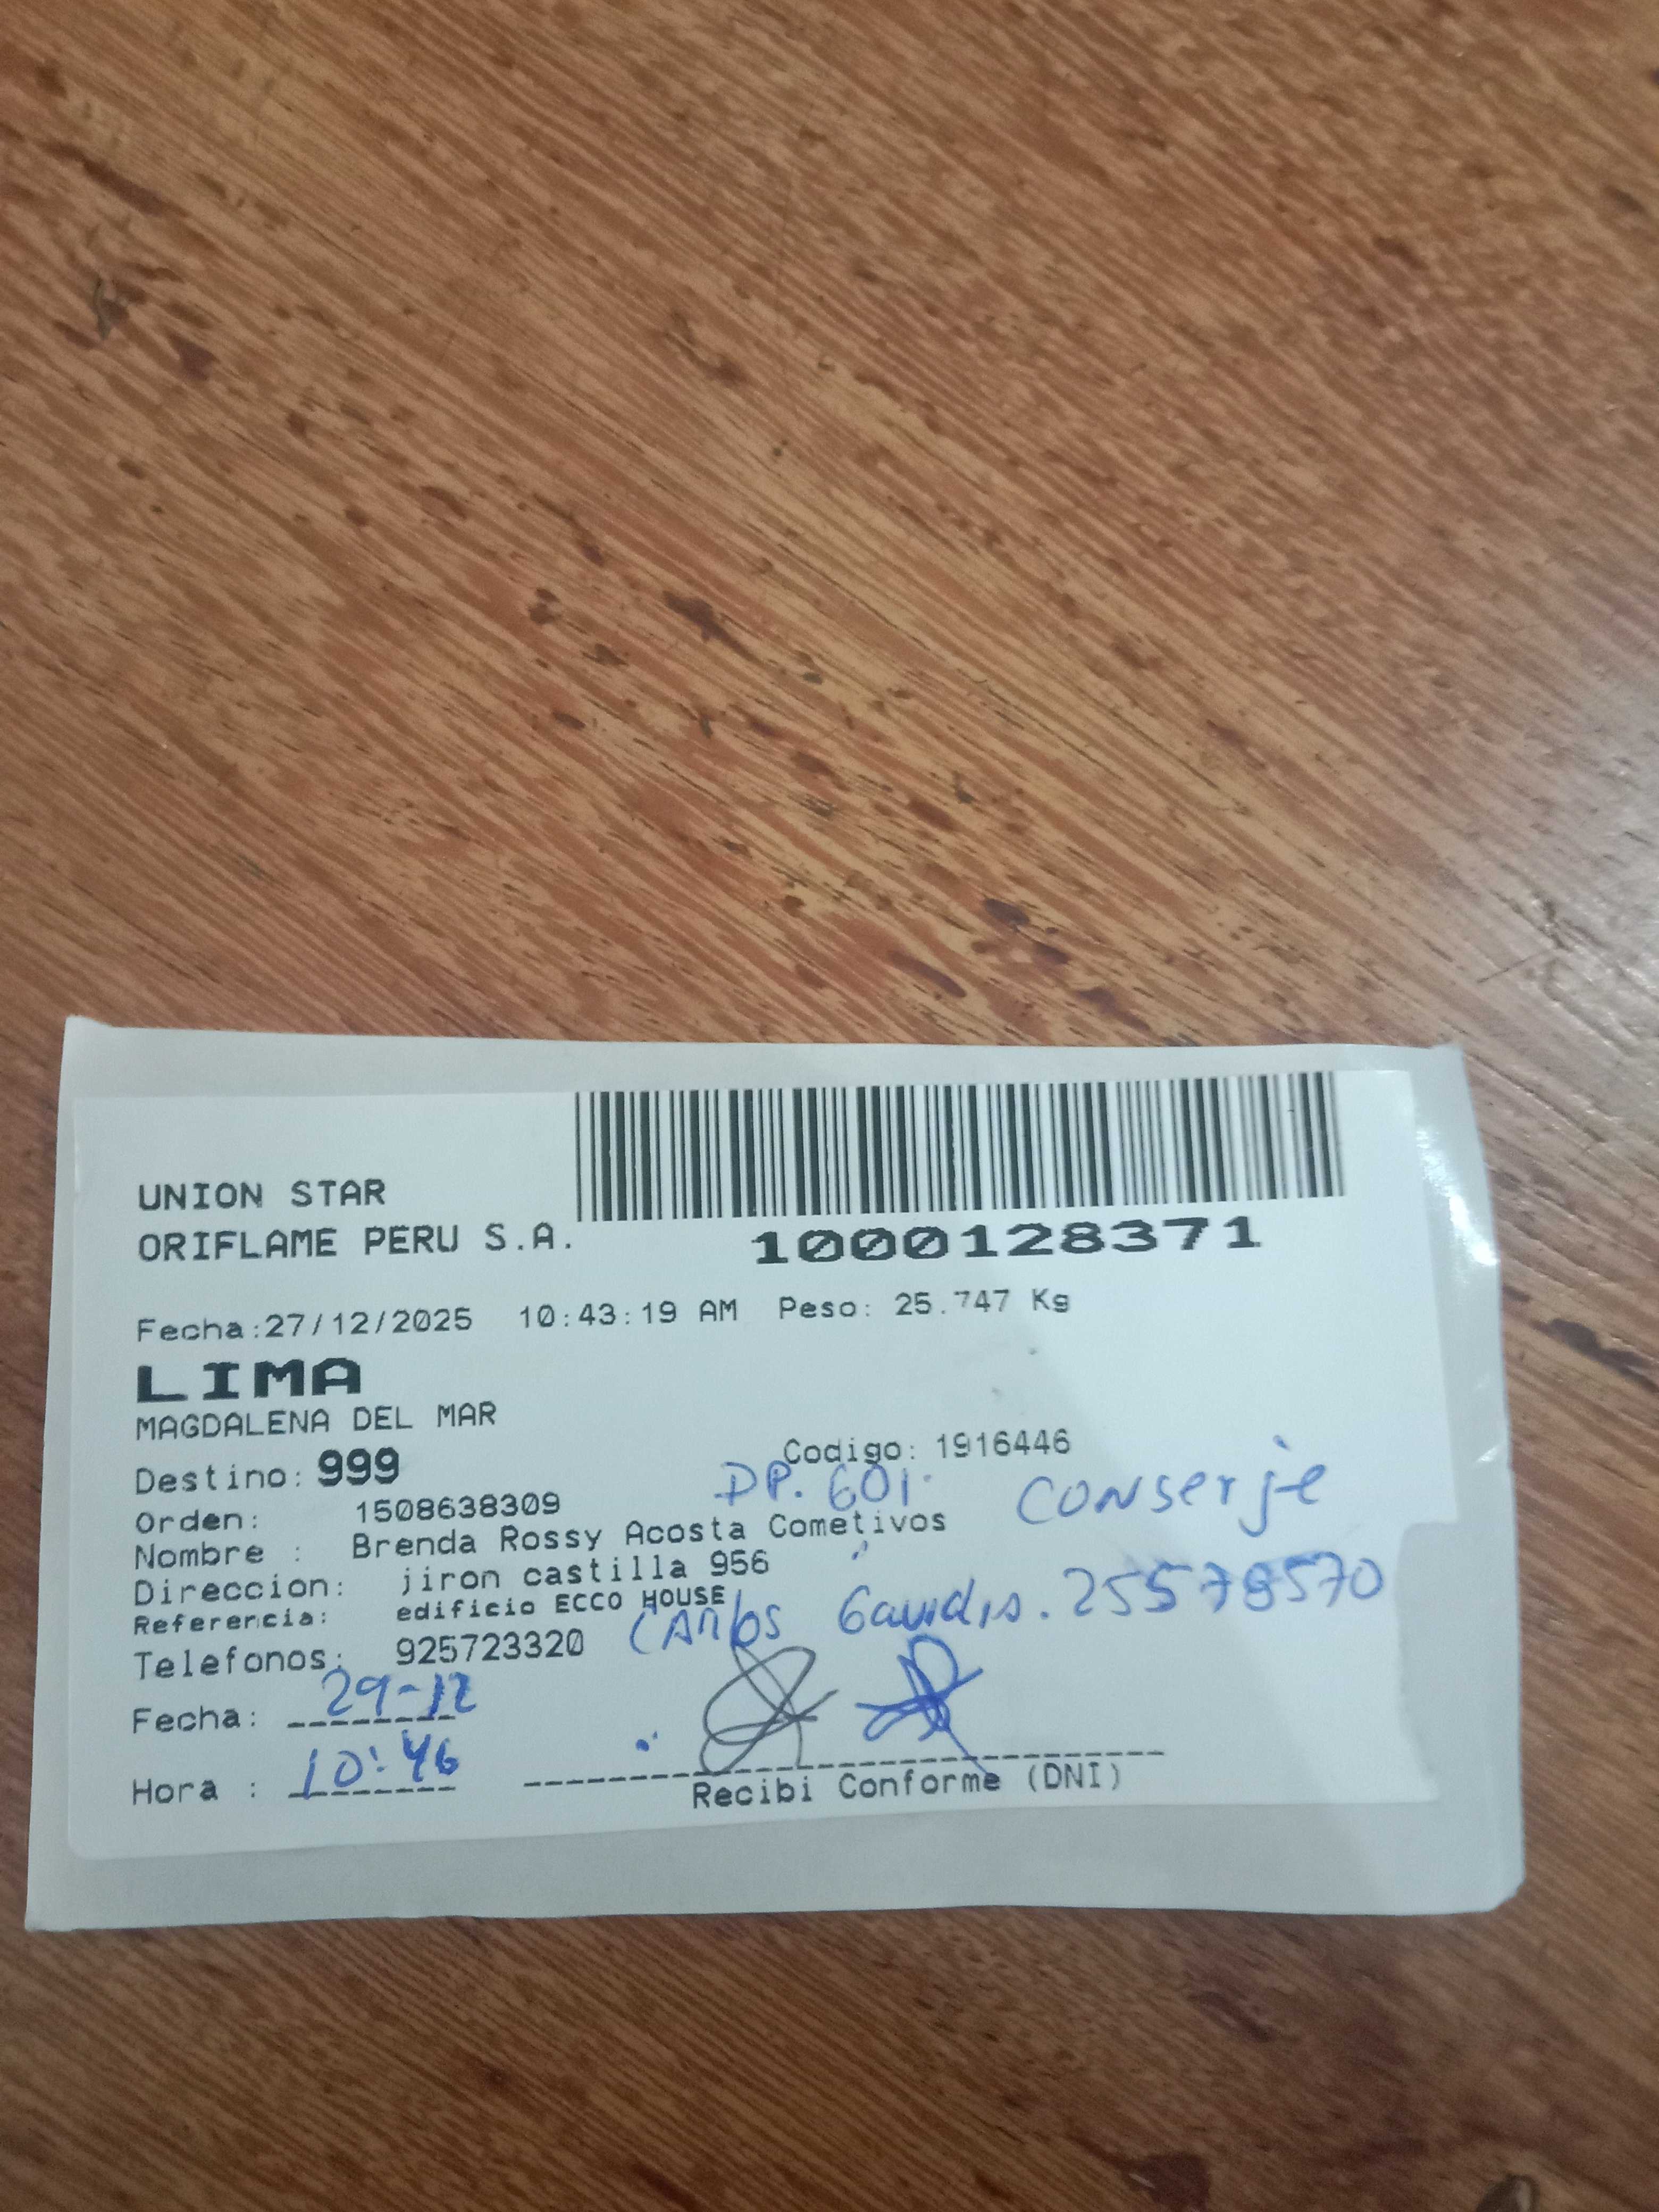 UNION STAR
ORIFLAME PERU S.A.
1000128371
Fecha:27/12/2025 10:43:19 AM Peso: 25.747 Kg
LIMA
MAGDALENA DEL MAR
Destino: 999 Codigo: 1916446
DP. 601. Conserje
Orden: 1508638309
Nombre : Brenda Rossy Acosta Cometivos
Direccion: jiron castilla 956
Referencia: edificio ECCO HOUSE
Carlos 25578570
Telefonos: 925723320
Fecha: 29-12
Hora : 10:46
Recibi Conforme (DNI)